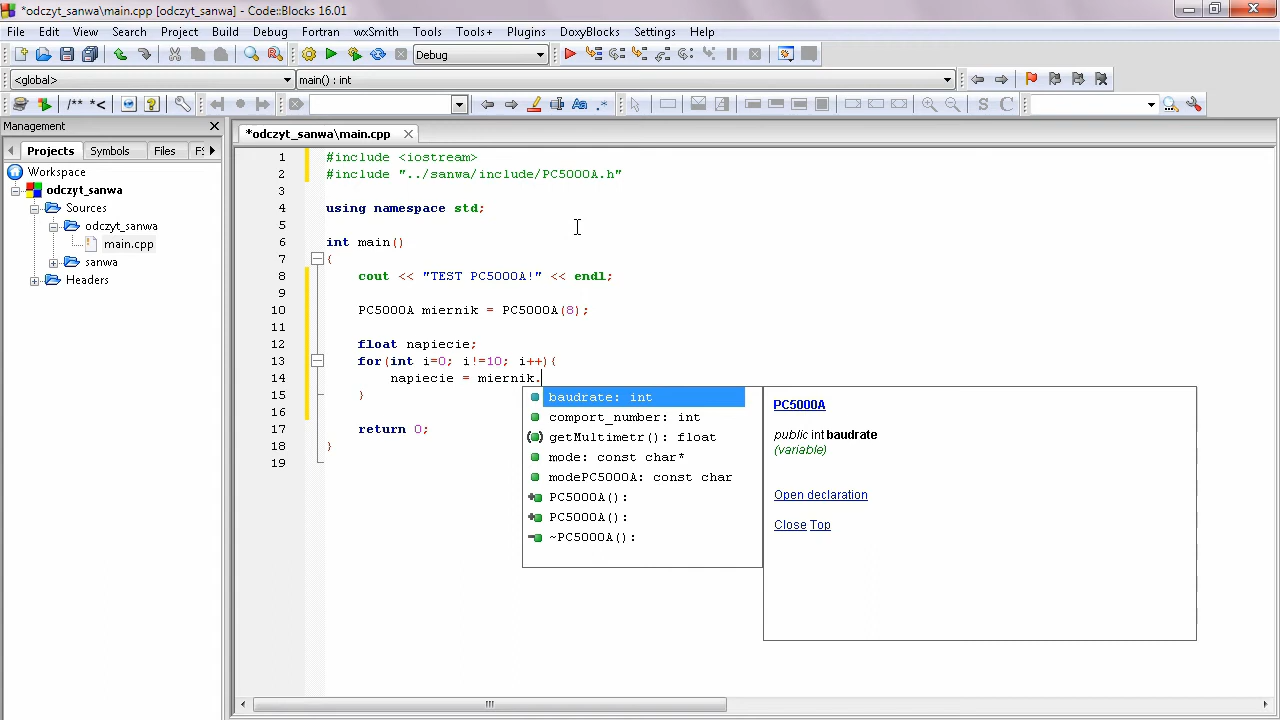 *odczyt_sanwa\main.cpp [odczyt_sanwa] - Code::Blocks 16.01
File Edit View Search Project Build Debug Fortran wxSmith Tools Tools+ Plugins DoxyBlocks Settings Help
Debug
<global> main() : int
/** *< Aa .* S C
Management
*odczyt_sanwa\main.cpp
Projects Symbols Files
Workspace
odczyt_sanwa
Sources
odczyt_sanwa
main.cpp
sanwa
Headers
1 #include <iostream>
2 #include "../sanwa/include/PC5000A.h"
3
4 using namespace std;
5
6 int main()
7 {
8 cout << "TEST PC5000A!" << endl;
9
10 PC5000A miernik = PC5000A(8);
11
12 float napiecie;
13 for(int i=0; i!=10; i++){
14 napiecie = miernik.
15 }
16
17 return 0;
18 }
19
baudrate: int
comport_number: int
getMultimetr(): float
mode: const char*
modePC5000A: const char
PC5000A():
PC5000A():
~PC5000A():
PC5000A
public int baudrate
(variable)
Open declaration
Close Top